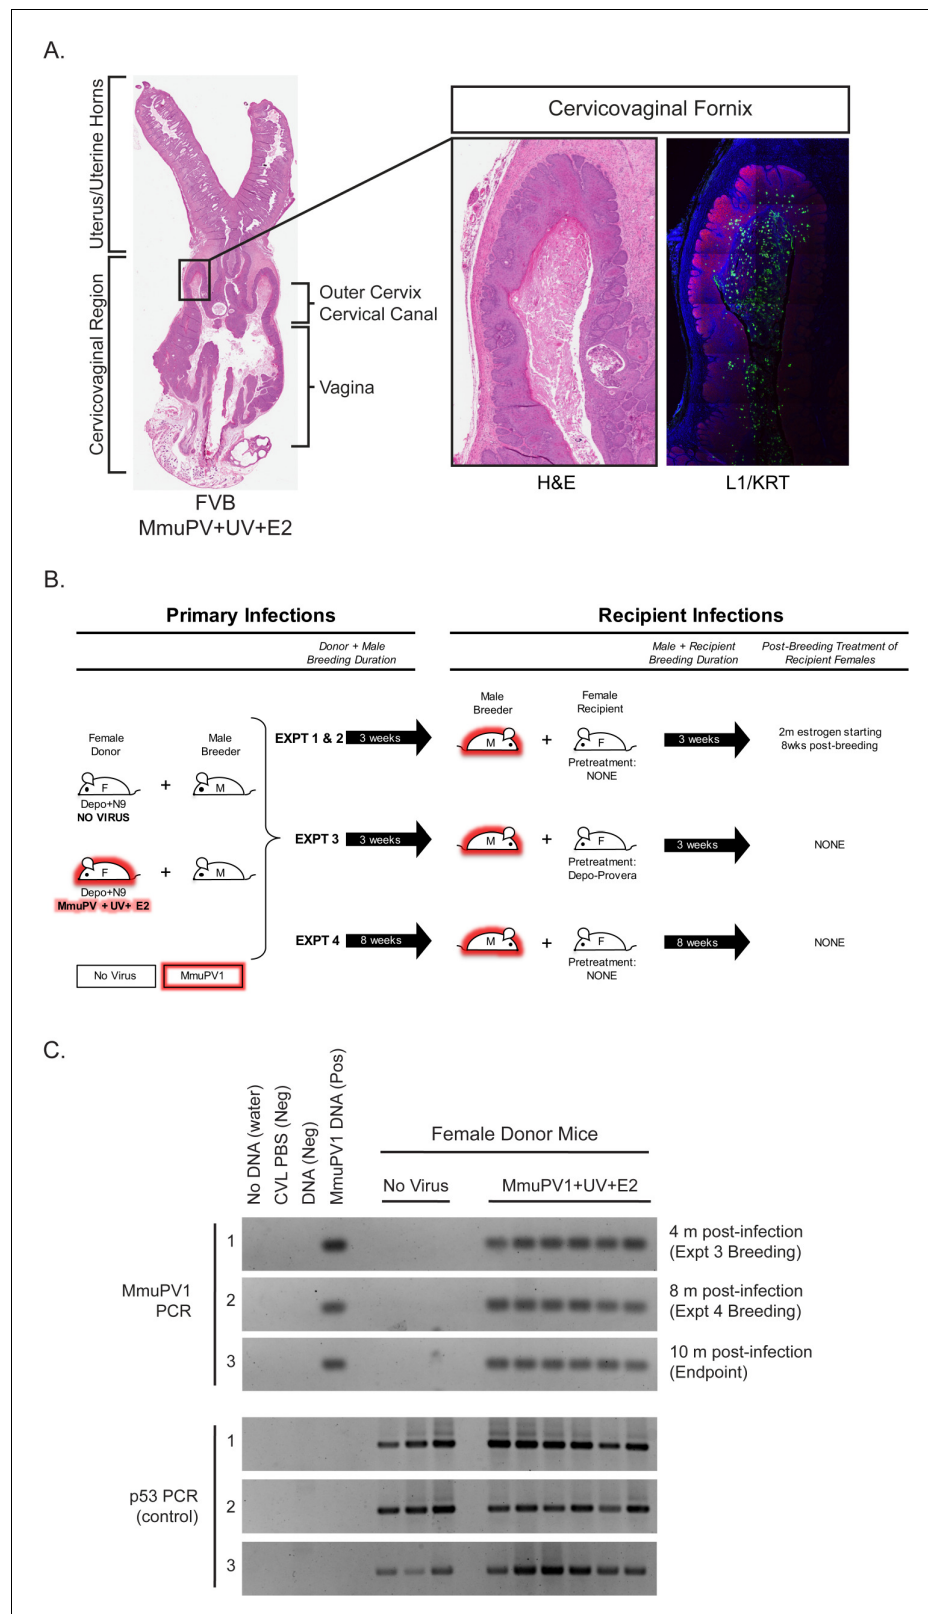 A.
Uterus/Uterine Horns
Cervicovaginal Region
Outer Cervix
Cervical Canal
Vagina
FVB
MmuPV+UV+E2
Cervicovaginal Fornix
H&E
L1/KRT
B.
Primary Infections
Recipient Infections
Donor + Male
Breeding Duration
Male + Recipient
Breeding Duration
Post-Breeding Treatment of
Recipient Females
Female
Donor
Male
Breeder
F
+
M
Depo+N9
NO VIRUS
F
+
M
Depo+N9
MmuPV +UV+ E2
No Virus
MmuPV1
Male
Breeder
Female
Recipient
EXPT 1 & 2
3 weeks
M
+
F
Pretreatment:
NONE
3 weeks
2m estrogen starting
8wks post-breeding
EXPT 3
3 weeks
M
+
F
Pretreatment:
Depo-Provera
3 weeks
NONE
EXPT 4
8 weeks
M
+
F
Pretreatment:
NONE
8 weeks
NONE
C.
No DNA (water)
CVL PBS (Neg)
DNA (Neg)
MmuPV1 DNA (Pos)
Female Donor Mice
No Virus
MmuPV1+UV+E2
MmuPV1
PCR
1
4 m post-infection
(Expt 3 Breeding)
2
8 m post-infection
(Expt 4 Breeding)
3
10 m post-infection
(Endpoint)
p53 PCR
(control)
1
2
3